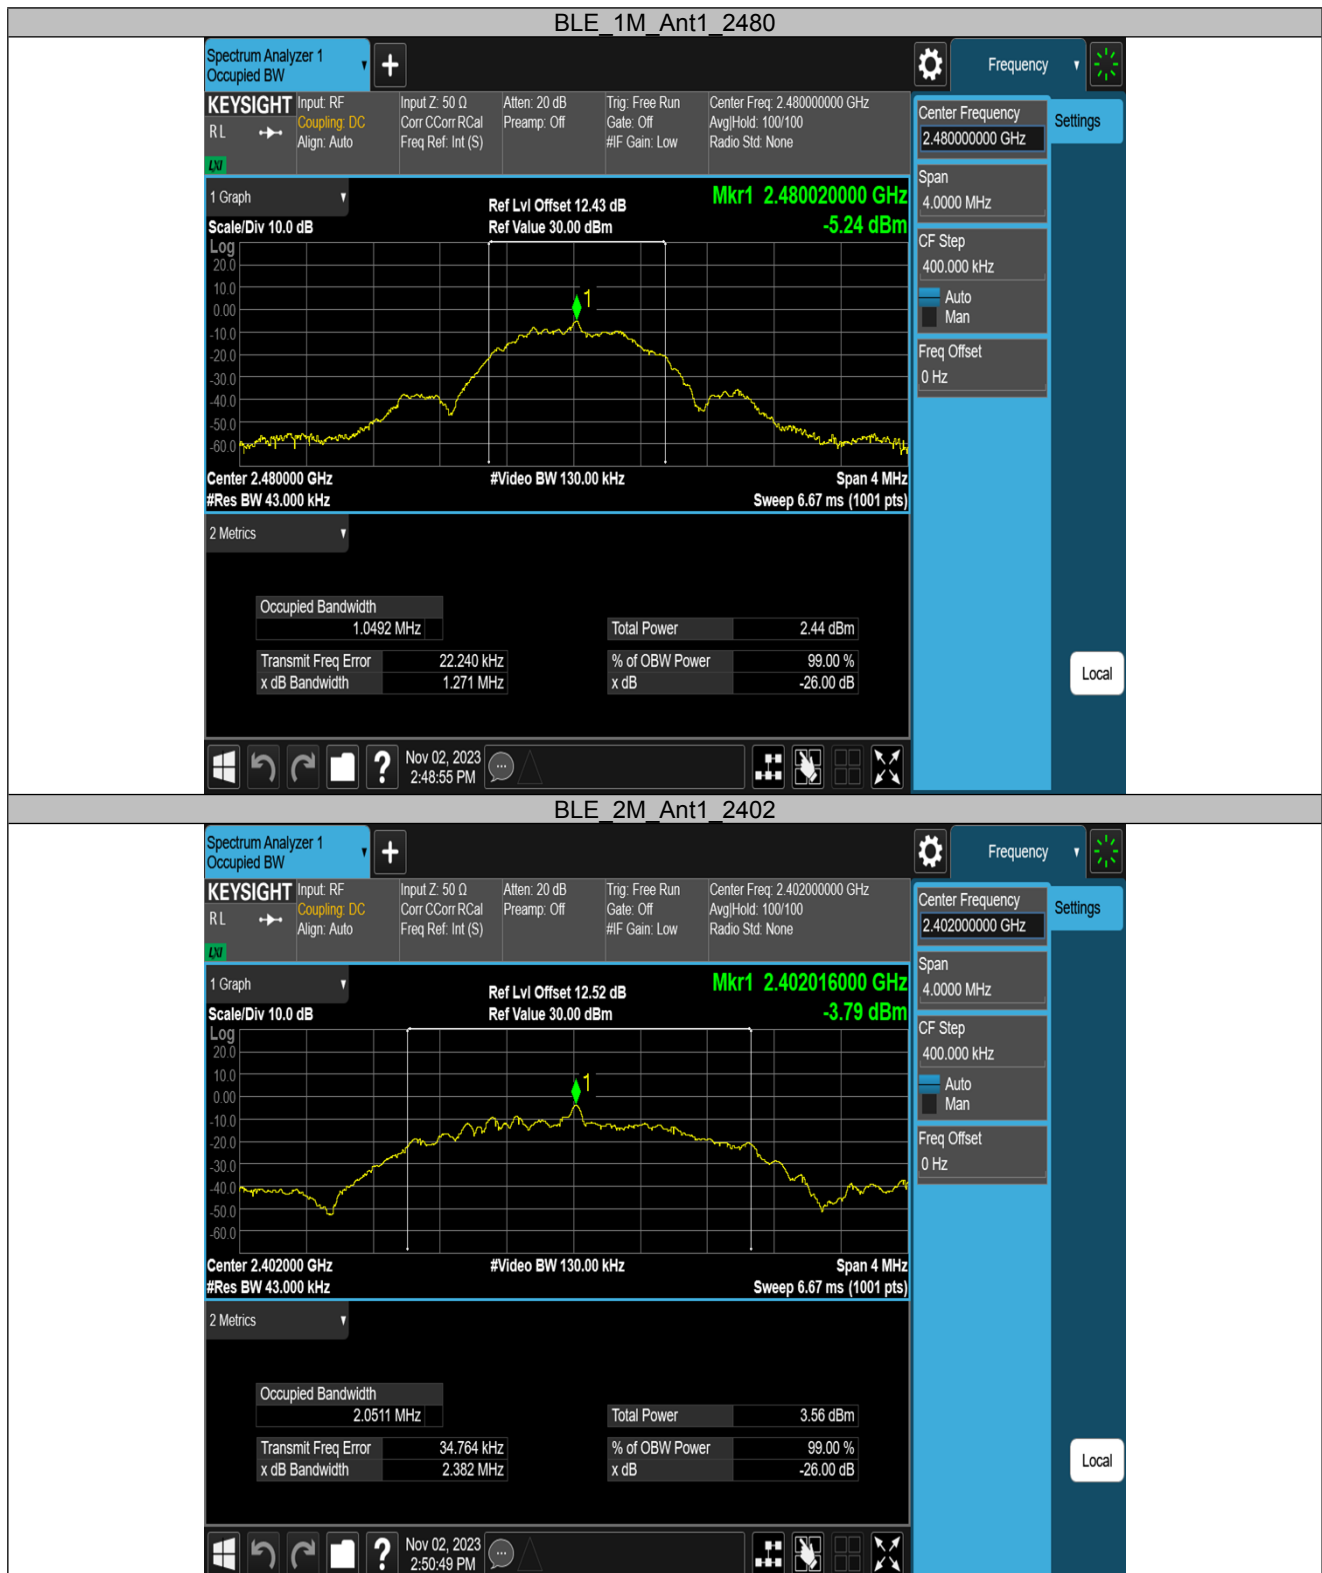 BLE_1M_Ant1_2480
Spectrum Analyzer 1
Occupied BW
+
Frequency
KEYSIGHT
R L
LXI
Input: RF
Coupling: DC
Align: Auto
Input Z: 50 Ω
Corr CCorr RCal
Freq Ref: Int (S)
Atten: 20 dB
Preamp: Off
Trig: Free Run
Gate: Off
#IF Gain: Low
Center Freq: 2.480000000 GHz
Avg|Hold: 100/100
Radio Std: None
Center Frequency
2.480000000 GHz
Settings
Span
4.0000 MHz
CF Step
400.000 kHz
Auto
Man
Freq Offset
0 Hz
Local
1 Graph
Scale/Div 10.0 dB
Ref Lvl Offset 12.43 dB
Ref Value 30.00 dBm
Mkr1 2.480020000 GHz
-5.24 dBm
Log
20.0
10.0
0.00
-10.0
-20.0
-30.0
-40.0
-50.0
-60.0
1
Center 2.480000 GHz
#Video BW 130.00 kHz
Span 4 MHz
#Res BW 43.000 kHz
Sweep 6.67 ms (1001 pts)
2 Metrics
Occupied Bandwidth
1.0492 MHz
Total Power 2.44 dBm
Transmit Freq Error 22.240 kHz
% of OBW Power 99.00 %
x dB Bandwidth 1.271 MHz
x dB -26.00 dB
?
Nov 02, 2023
2:48:55 PM
BLE_2M_Ant1_2402
Spectrum Analyzer 1
Occupied BW
+
Frequency
KEYSIGHT
R L
LXI
Input: RF
Coupling: DC
Align: Auto
Input Z: 50 Ω
Corr CCorr RCal
Freq Ref: Int (S)
Atten: 20 dB
Preamp: Off
Trig: Free Run
Gate: Off
#IF Gain: Low
Center Freq: 2.402000000 GHz
Avg|Hold: 100/100
Radio Std: None
Center Frequency
2.402000000 GHz
Settings
Span
4.0000 MHz
CF Step
400.000 kHz
Auto
Man
Freq Offset
0 Hz
Local
1 Graph
Scale/Div 10.0 dB
Ref Lvl Offset 12.52 dB
Ref Value 30.00 dBm
Mkr1 2.402016000 GHz
-3.79 dBm
Log
20.0
10.0
0.00
-10.0
-20.0
-30.0
-40.0
-50.0
-60.0
1
Center 2.402000 GHz
#Video BW 130.00 kHz
Span 4 MHz
#Res BW 43.000 kHz
Sweep 6.67 ms (1001 pts)
2 Metrics
Occupied Bandwidth
2.0511 MHz
Total Power 3.56 dBm
Transmit Freq Error 34.764 kHz
% of OBW Power 99.00 %
x dB Bandwidth 2.382 MHz
x dB -26.00 dB
?
Nov 02, 2023
2:50:49 PM